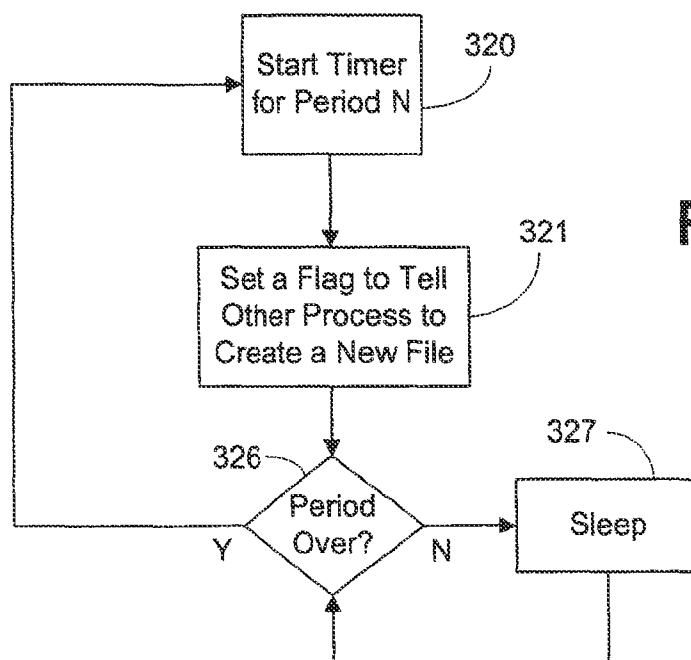 320
Start Timer
for Period N
321
Set a Flag to Tell
Other Process to
Create a New File
326
327
Period
Over?
Y
N
Sleep